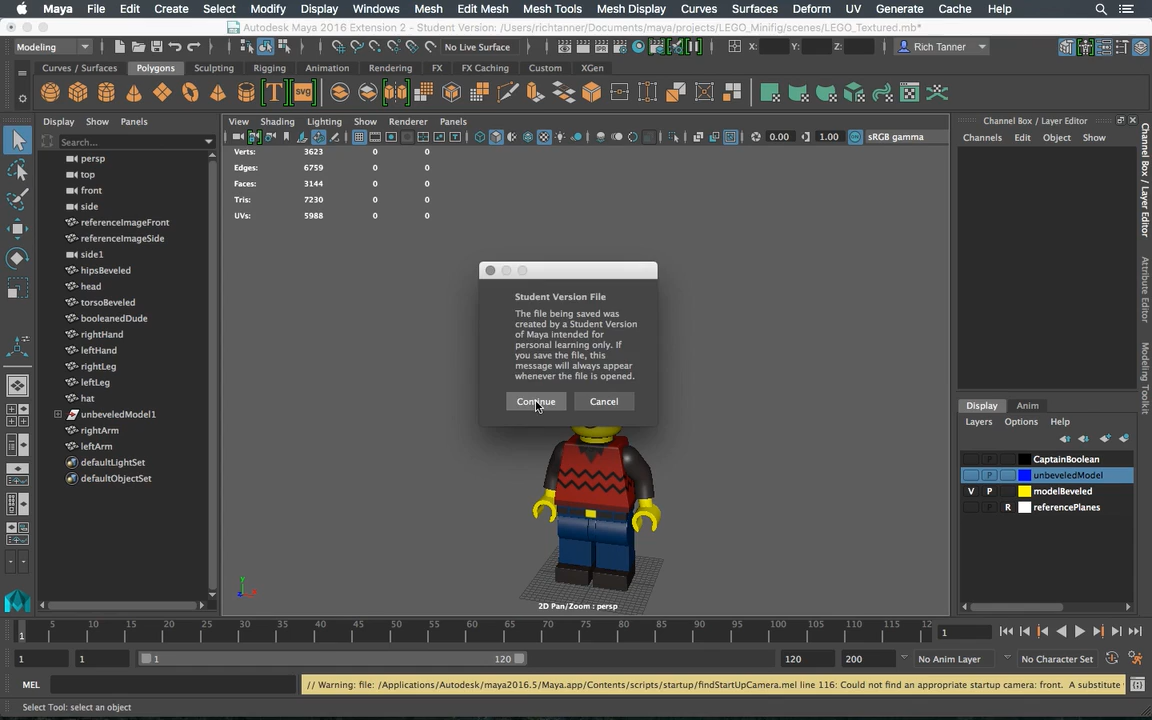 Maya File Edit Create Select Modify Display Windows Mesh Edit Mesh Mesh Tools Mesh Display Curves Surfaces Deform UV Generate Cache Help
Autodesk Maya 2016 Extension 2 - Student Version: /Users/richtanner/Documents/maya/projects/LEGO_Minifig/scenes/LEGO_Textured.mb*
Modeling No Live Surface X: Y: Z: Rich Tanner
Curves / Surfaces Polygons Sculpting Rigging Animation Rendering FX FX Caching Custom XGen
T SVG
Display Show Panels
View Shading Lighting Show Renderer Panels
Channel Box / Layer Editor
Search...
0.00 1.00 sRGB gamma
Channels Edit Object Show
persp
top
front
side
referenceImageFront
referenceImageSide
side1
hipsBeveled
head
torsoBeveled
booleanedDude
rightHand
leftHand
rightLeg
leftLeg
hat
unbeveledModel1
rightArm
leftArm
defaultLightSet
defaultObjectSet
Verts: 3623 0 0
Edges: 6759 0 0
Faces: 3144 0 0
Tris: 7230 0 0
UVs: 5988 0 0
Student Version File
The file being saved was
created by a Student Version
of Maya intended for
personal learning only. If
you save the file, this
message will always appear
whenever the file is opened.
Continue Cancel
y
2D Pan/Zoom : persp
Channel Box / Layer Editor
Attribute Editor
Modeling Toolkit
Display Anim
Layers Options Help
CaptainBoolean
unbeveledModel
V P modelBeveled
R referencePlanes
1 5 10 15 20 25 30 35 40 45 50 55 60 65 70 75 80 85 90 95 100 105 110 115 12
1
1 1 1 120 120 200 No Anim Layer No Character Set
MEL // Warning: file: /Applications/Autodesk/maya2016.5/Maya.app/Contents/scripts/startup/findStartUpCamera.mel line 116: Could not find an appropriate startup camera: front. A substitute
Select Tool: select an object